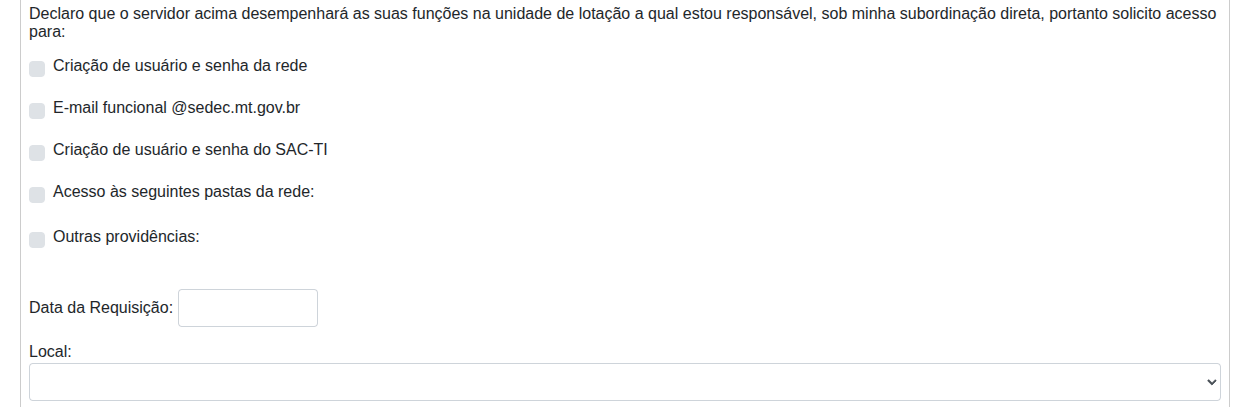 Declaro que o servidor acima desempenhará as suas funções na unidade de lotação a qual estou responsável, sob minha subordinação direta, portanto solicito acesso
para:
Criação de usuário e senha da rede
E-mail funcional @sedec.mt.gov.br
Criação de usuário e senha do SAC-TI
Acesso às seguintes pastas da rede:
Outras providências:
Data da Requisição:
Local: